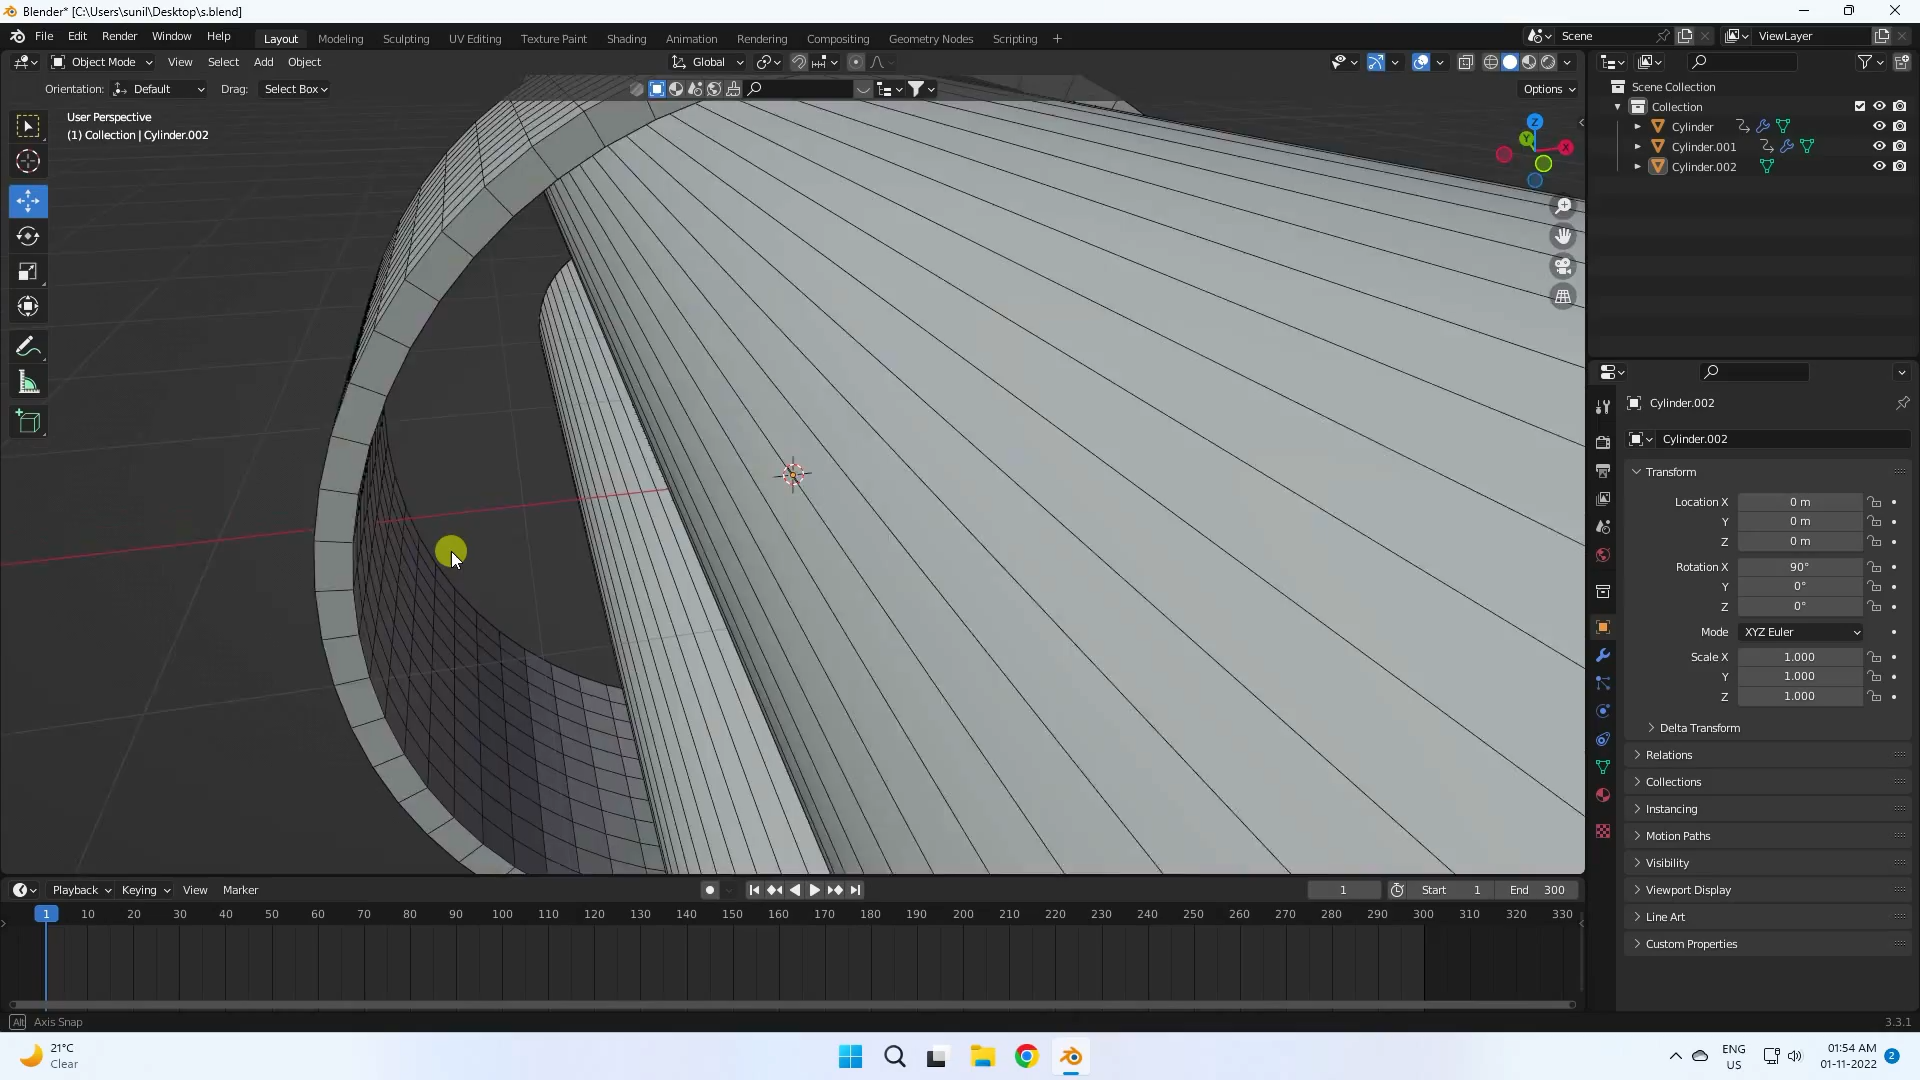 Blender* [C:\Users\sunil\Desktop\s.blend]
File Edit Render Window Help Layout Modeling Sculpting UV Editing Texture Paint Shading Animation Rendering Compositing Geometry Nodes Scripting + Scene ViewLayer
Object Mode View Select Add Object Global
Orientation: Default Drag: Select Box Options
User Perspective
(1) Collection | Cylinder.002
Z
Y
X
Scene Collection
Collection
Cylinder
Cylinder.001
Cylinder.002
Cylinder.002
Cylinder.002
Transform
Location X 0 m
Y 0 m
Z 0 m
Rotation X 90°
Y 0°
Z 0°
Mode XYZ Euler
Scale X 1.000
Y 1.000
Z 1.000
Delta Transform
Relations
Collections
Instancing
Motion Paths
Visibility
Viewport Display
Line Art
Custom Properties
Playback Keying View Marker 1 Start 1 End 300
1 10 20 30 40 50 60 70 80 90 100 110 120 130 140 150 160 170 180 190 200 210 220 230 240 250 260 270 280 290 300 310 320 330
Alt Axis Snap 3.3.1
21°C
Clear
ENG
US
01:54 AM
01-11-2022
2